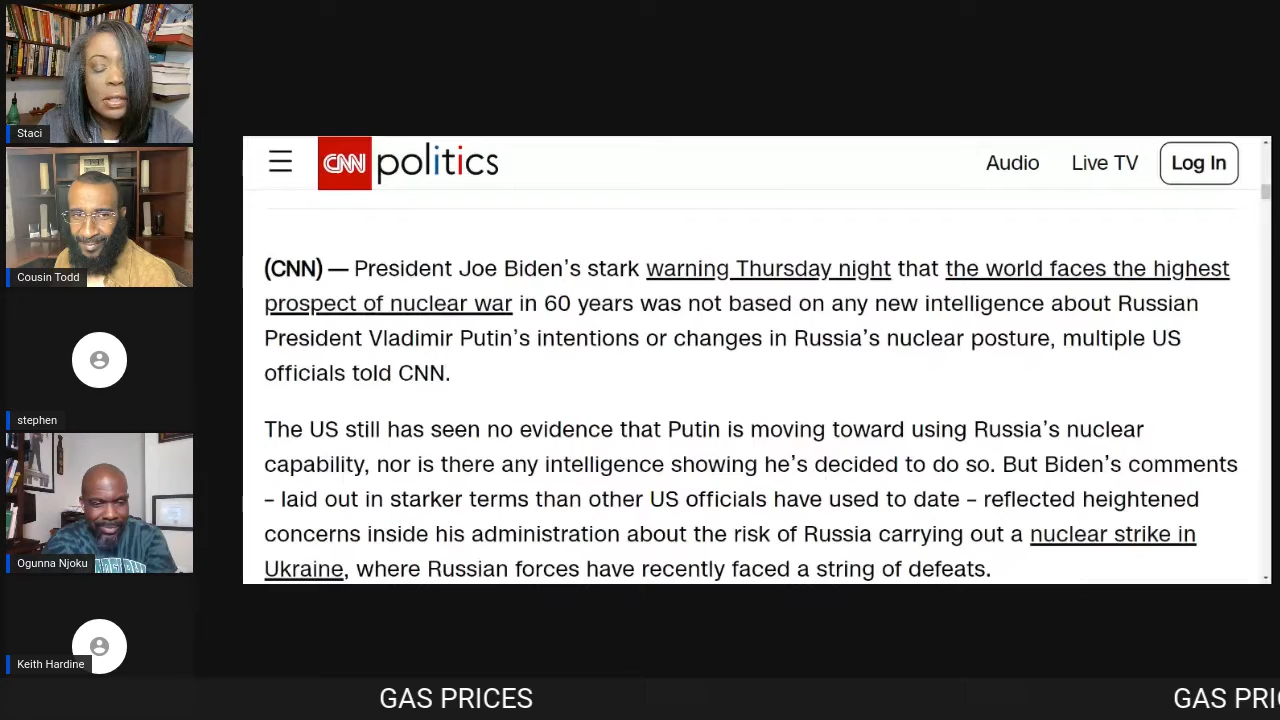 Staci
Cousin Todd
stephen
Ogunna Njoku
Keith Hardine
CNN politics
Audio
Live TV
Log In
(CNN) — President Joe Biden’s stark warning Thursday night that the world faces the highest
prospect of nuclear war in 60 years was not based on any new intelligence about Russian
President Vladimir Putin’s intentions or changes in Russia’s nuclear posture, multiple US
officials told CNN.
The US still has seen no evidence that Putin is moving toward using Russia’s nuclear
capability, nor is there any intelligence showing he’s decided to do so. But Biden’s comments
– laid out in starker terms than other US officials have used to date – reflected heightened
concerns inside his administration about the risk of Russia carrying out a nuclear strike in
Ukraine, where Russian forces have recently faced a string of defeats.
GAS PRICES
GAS PRI